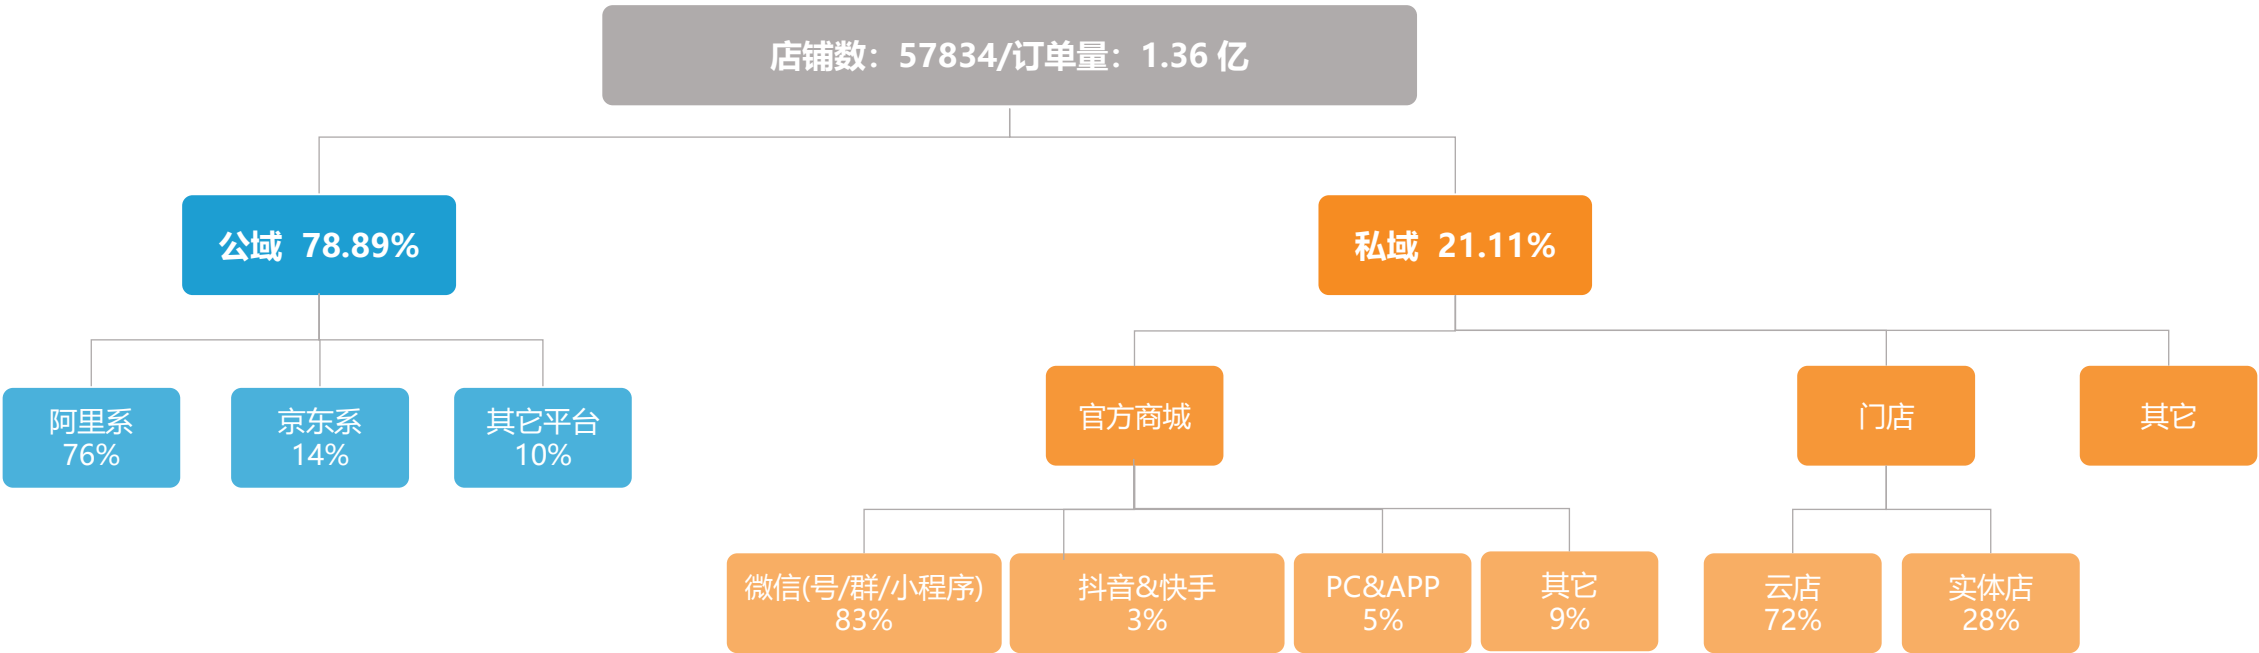 店铺数：57834/订单量：1.36 亿
公域 78.89%
私域 21.11%
阿里系
76%
京东系
14%
其它平台
10%
官方商城
门店
其它
微信(号/群/小程序)
83%
抖音&快手
3%
PC&APP
5%
其它
9%
云店
72%
实体店
28%